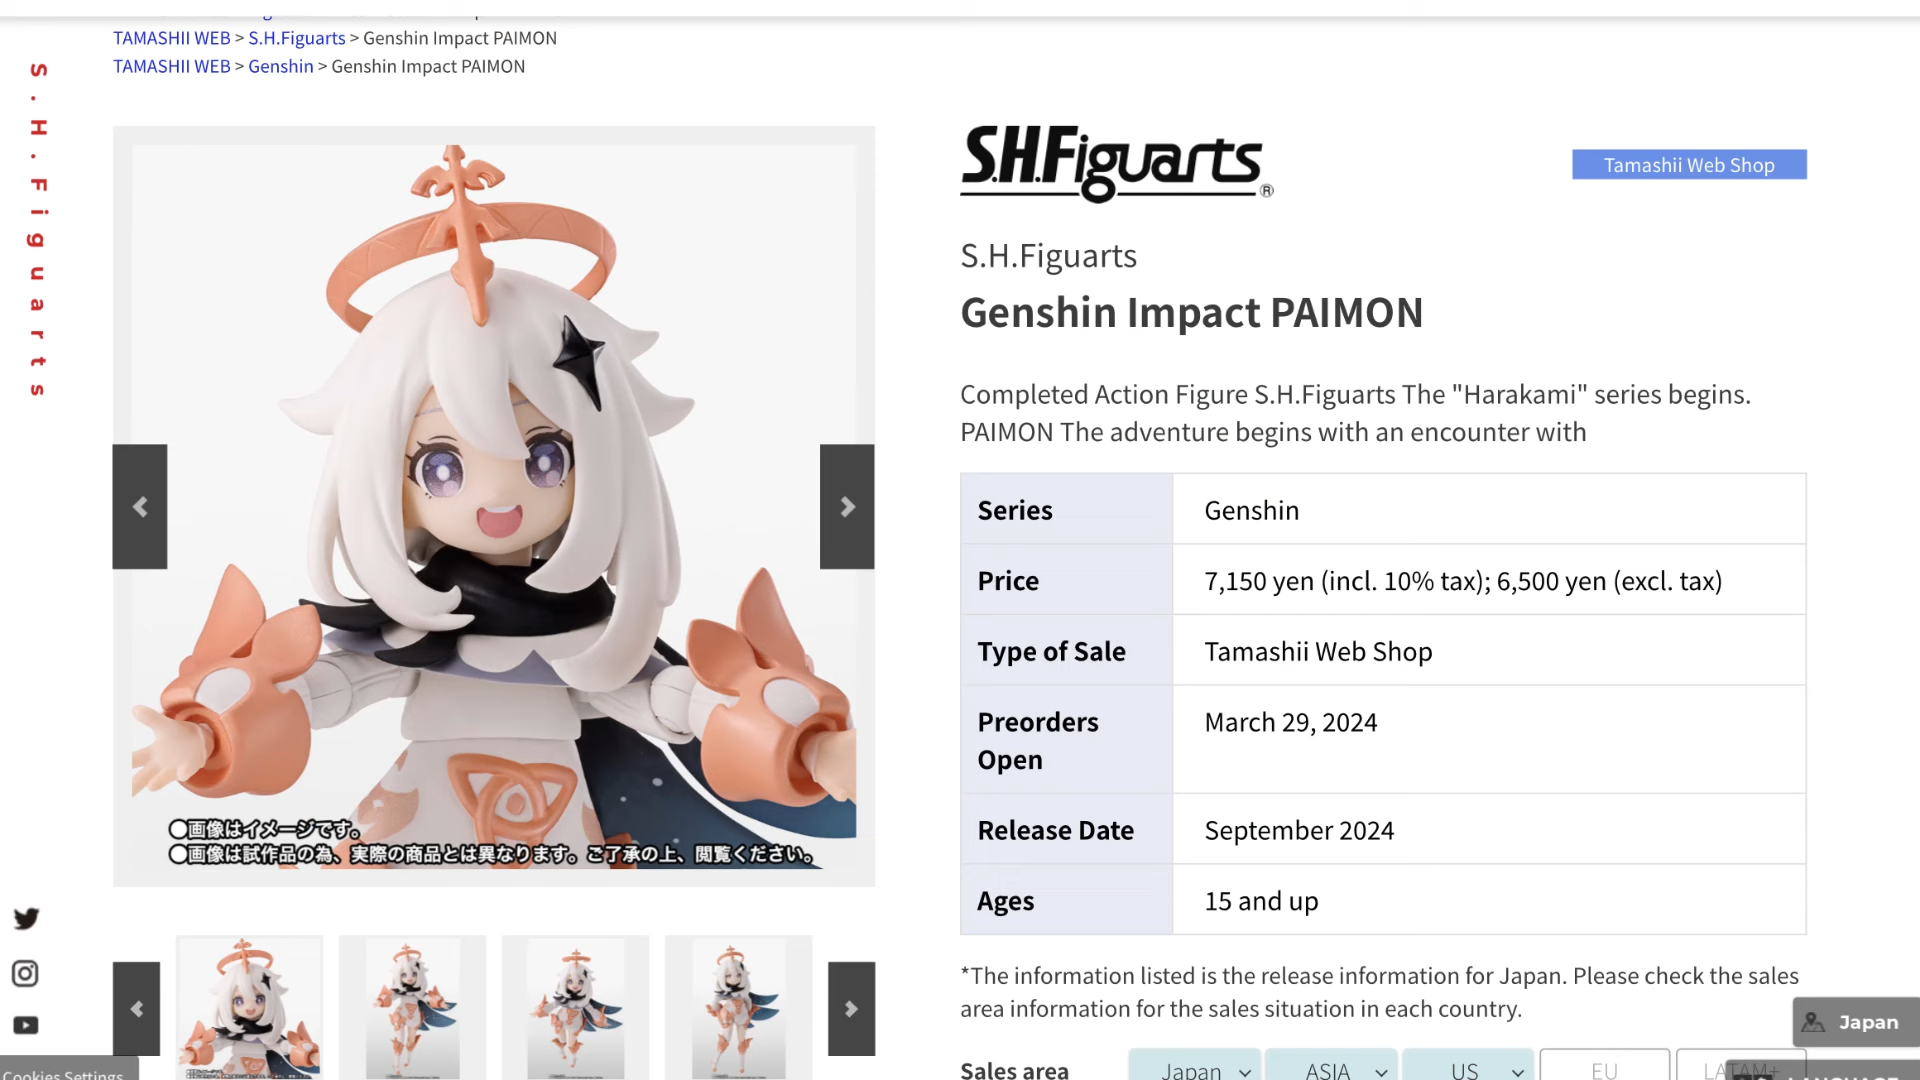 TAMASHII WEB > S.H.Figuarts > Genshin Impact PAIMON
TAMASHII WEB > Genshin > Genshin Impact PAIMON
S.H.Figuarts
S.H.Figuarts®
Tamashii Web Shop
S.H.Figuarts
Genshin Impact PAIMON
Completed Action Figure S.H.Figuarts The "Harakami" series begins.
PAIMON The adventure begins with an encounter with
Series Genshin
Price 7,150 yen (incl. 10% tax); 6,500 yen (excl. tax)
Type of Sale Tamashii Web Shop
Preorders Open March 29, 2024
Release Date September 2024
Ages 15 and up
●画像はイメージです。
●画像は試作品の為、実際の商品とは異なります。ご了承の上、閲覧ください。
*The information listed is the release information for Japan. Please check the sales
area information for the sales situation in each country.
Japan
Sales area Japan ASIA US EU LATAM+
Cookies Settings